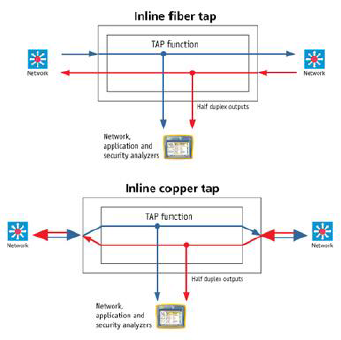 Inline fiber tap
TAP function
Network
Network
Half duplex outputs
Network,
application and
security analyzers
Inline copper tap
TAP function
Network
Network
Half duplex outputs
Network,
application and
security analyzers